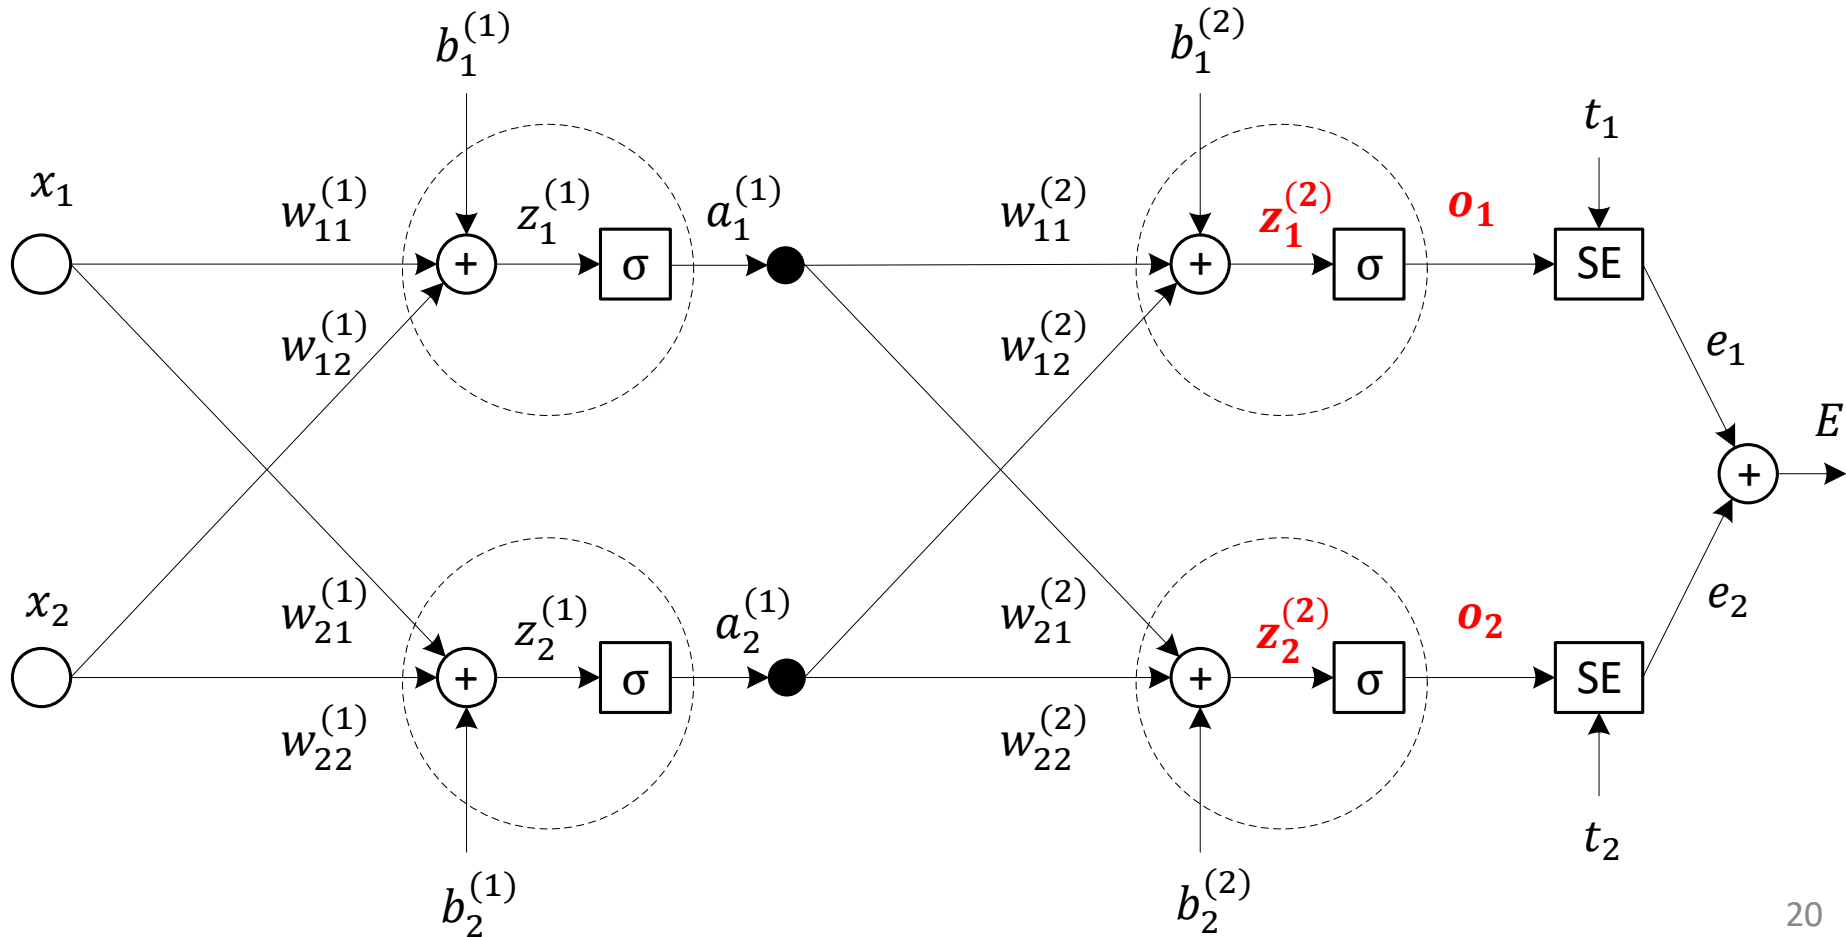 b₁⁽¹⁾ b₁⁽²⁾
t₁
x₁ w₁₁⁽¹⁾ z₁⁽¹⁾ a₁⁽¹⁾ w₁₁⁽²⁾ z₁⁽²⁾ o₁
+ σ + σ SE
w₁₂⁽¹⁾ w₁₂⁽²⁾ e₁
E
+
x₂ w₂₁⁽¹⁾ z₂⁽¹⁾ a₂⁽¹⁾ w₂₁⁽²⁾ z₂⁽²⁾ o₂ e₂
+ σ + σ SE
w₂₂⁽¹⁾ w₂₂⁽²⁾
t₂
b₂⁽¹⁾ b₂⁽²⁾
20